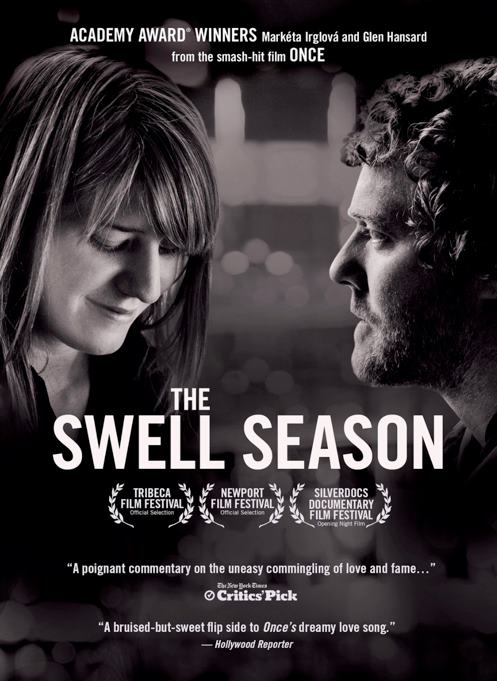 ACADEMY AWARD® WINNERS Markéta Irglová and Glen Hansard
from the smash-hit film ONCE
THE
SWELL SEASON
TRIBECA
FILM FESTIVAL
Official Selection
NEWPORT
FILM FESTIVAL
Official Selection
SILVERDOCS
DOCUMENTARY
FILM FESTIVAL
Opening Night Film
“A poignant commentary on the uneasy commingling of love and fame…”
The New York Times
Critics' Pick
“A bruised-but-sweet flip side to Once's dreamy love song.”
— Hollywood Reporter